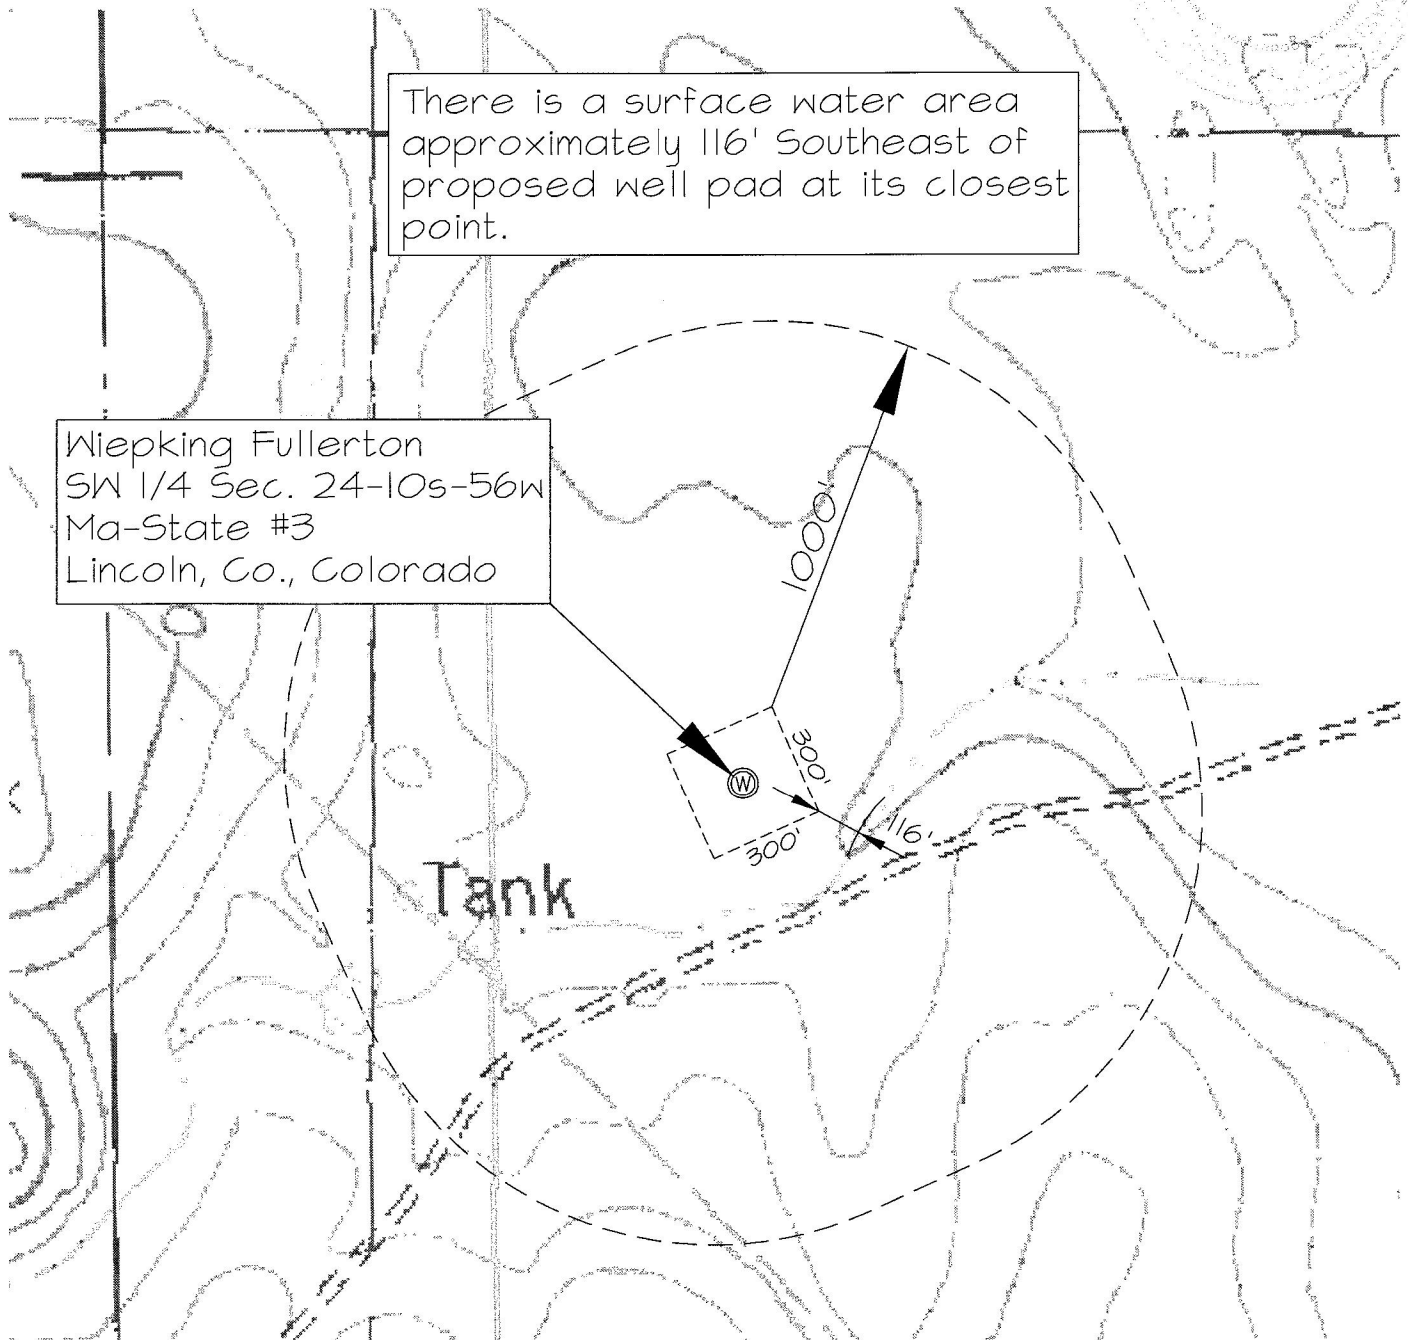 There is a surface water area
approximately 116' Southeast of
proposed well pad at its closest
point.
Wiepking Fullerton
SW 1/4 Sec. 24-10s-56w
Ma-State #3
Lincoln, Co., Colorado
1000'
300'
W
116'
300'
Tank